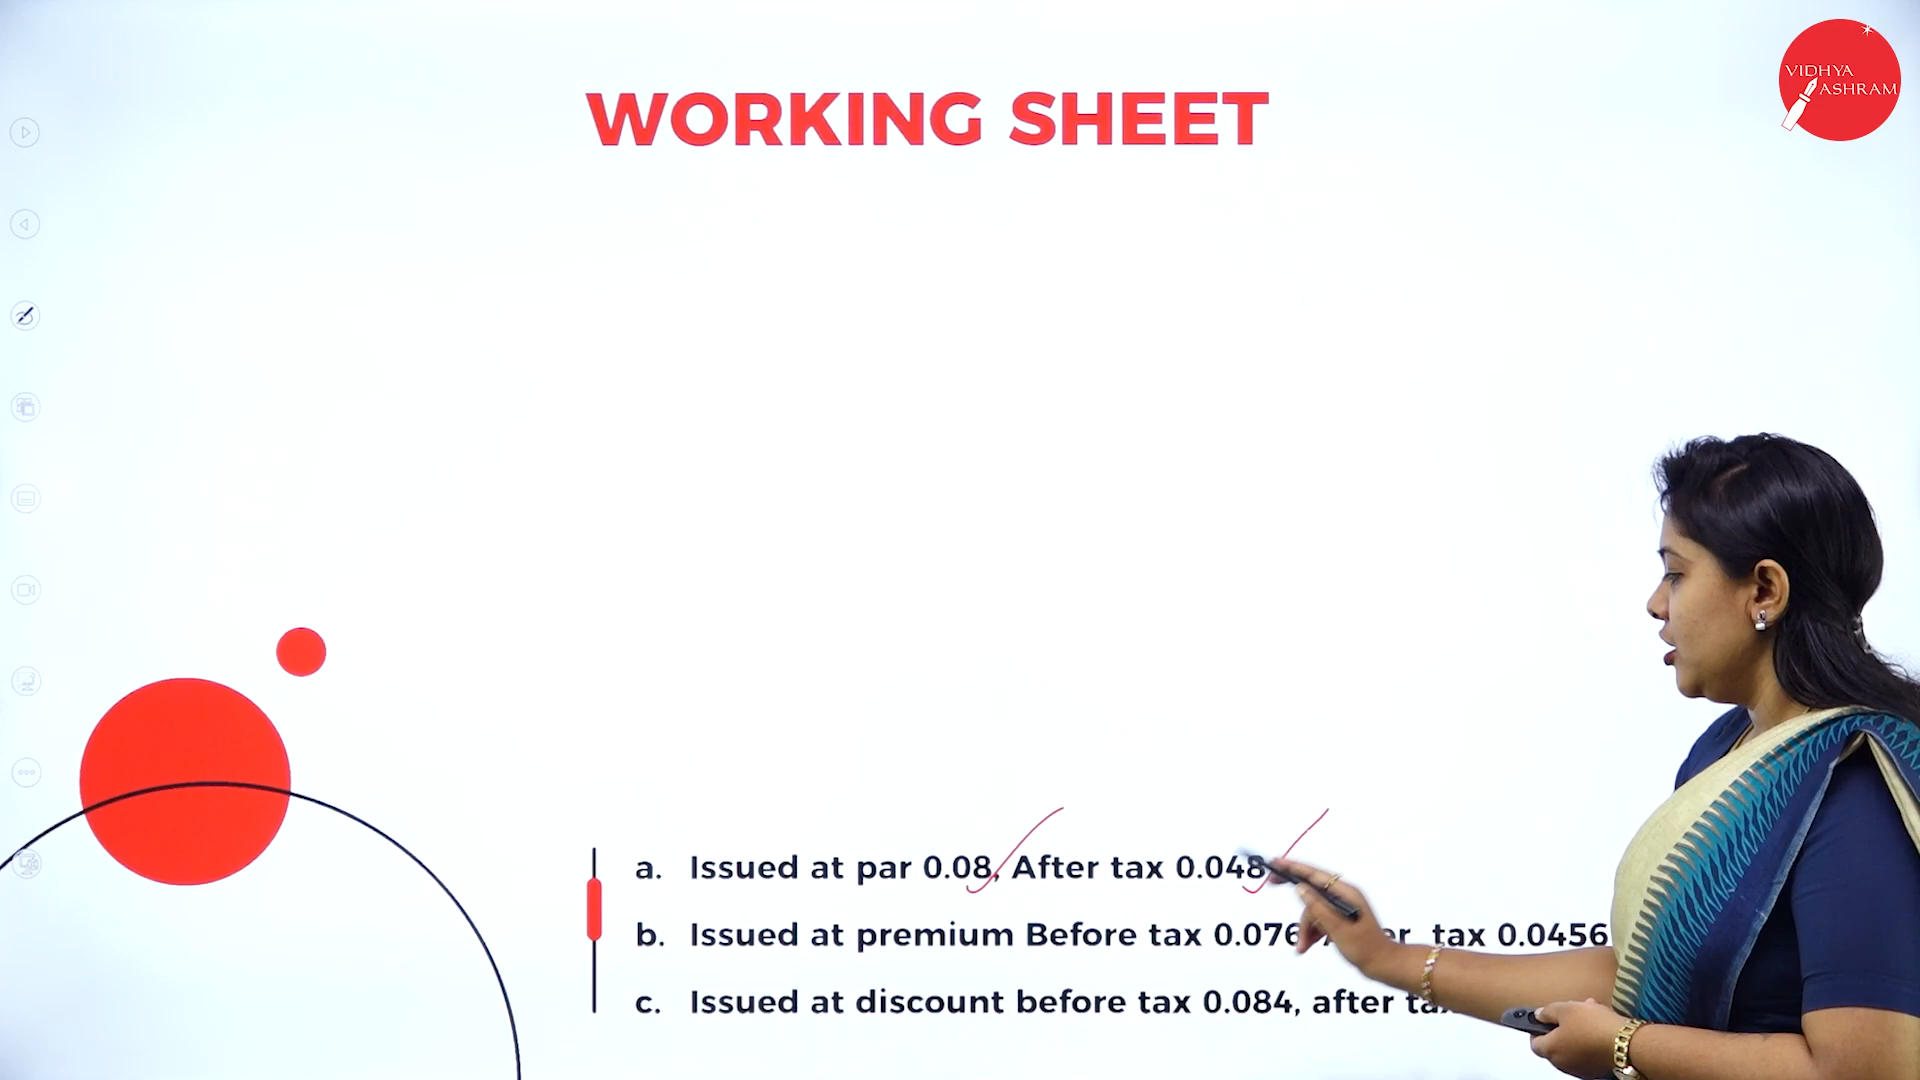 VIDHYA
ASHRAM
WORKING SHEET
a. Issued at par 0.08, After tax 0.048
b. Issued at premium Before tax 0.076 tax 0.0456
c. Issued at discount before tax 0.084, after